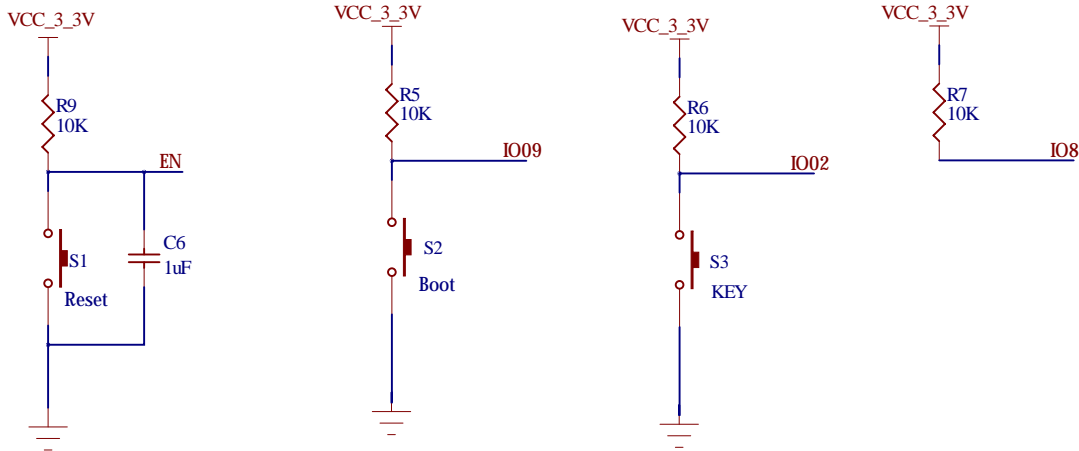 VCC_3_3V
R9
10K
EN
S1
C6
1uF
Reset
VCC_3_3V
R5
10K
IO09
S2
Boot
VCC_3_3V
R6
10K
IO02
S3
KEY
VCC_3_3V
R7
10K
IO8